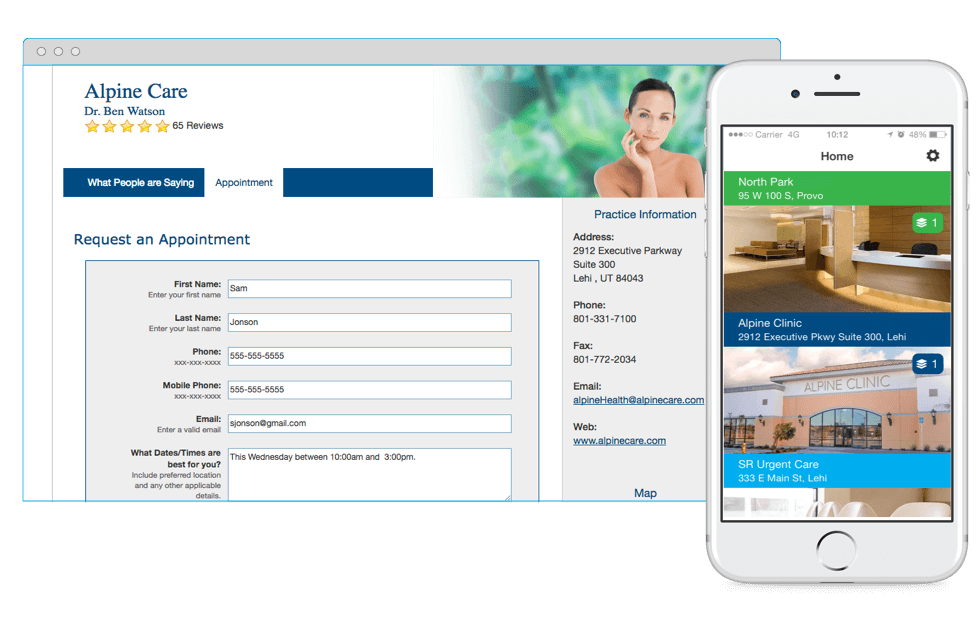 Alpine Care
Dr. Ben Watson
65 Reviews
What People are Saying
Appointment
Request an Appointment
First Name:
Enter your first name
Sam
Last Name:
Enter your last name
Jonson
Phone:
xxx-xxx-xxxx
555-555-5555
Mobile Phone:
xxx-xxx-xxxx
555-555-5555
Email:
Enter a valid email
sjonson@gmail.com
What Dates/Times are
best for you?
Include preferred location
and any other applicable
details.
This Wednesday between 10:00am and 3:00pm.
Practice Information
Address:
2912 Executive Parkway
Suite 300
Lehi , UT 84043
Phone:
801-331-7100
Fax:
801-772-2034
Email:
alpineHealth@alpinecare.com
Web:
www.alpinecare.com
Map
Carrier 4G 10:12 48%
Home
North Park
95 W 100 S, Provo
1
Alpine Clinic
2912 Executive Pkwy Suite 300, Lehi
1
ALPINE CLINIC
SR Urgent Care
333 E Main St, Lehi